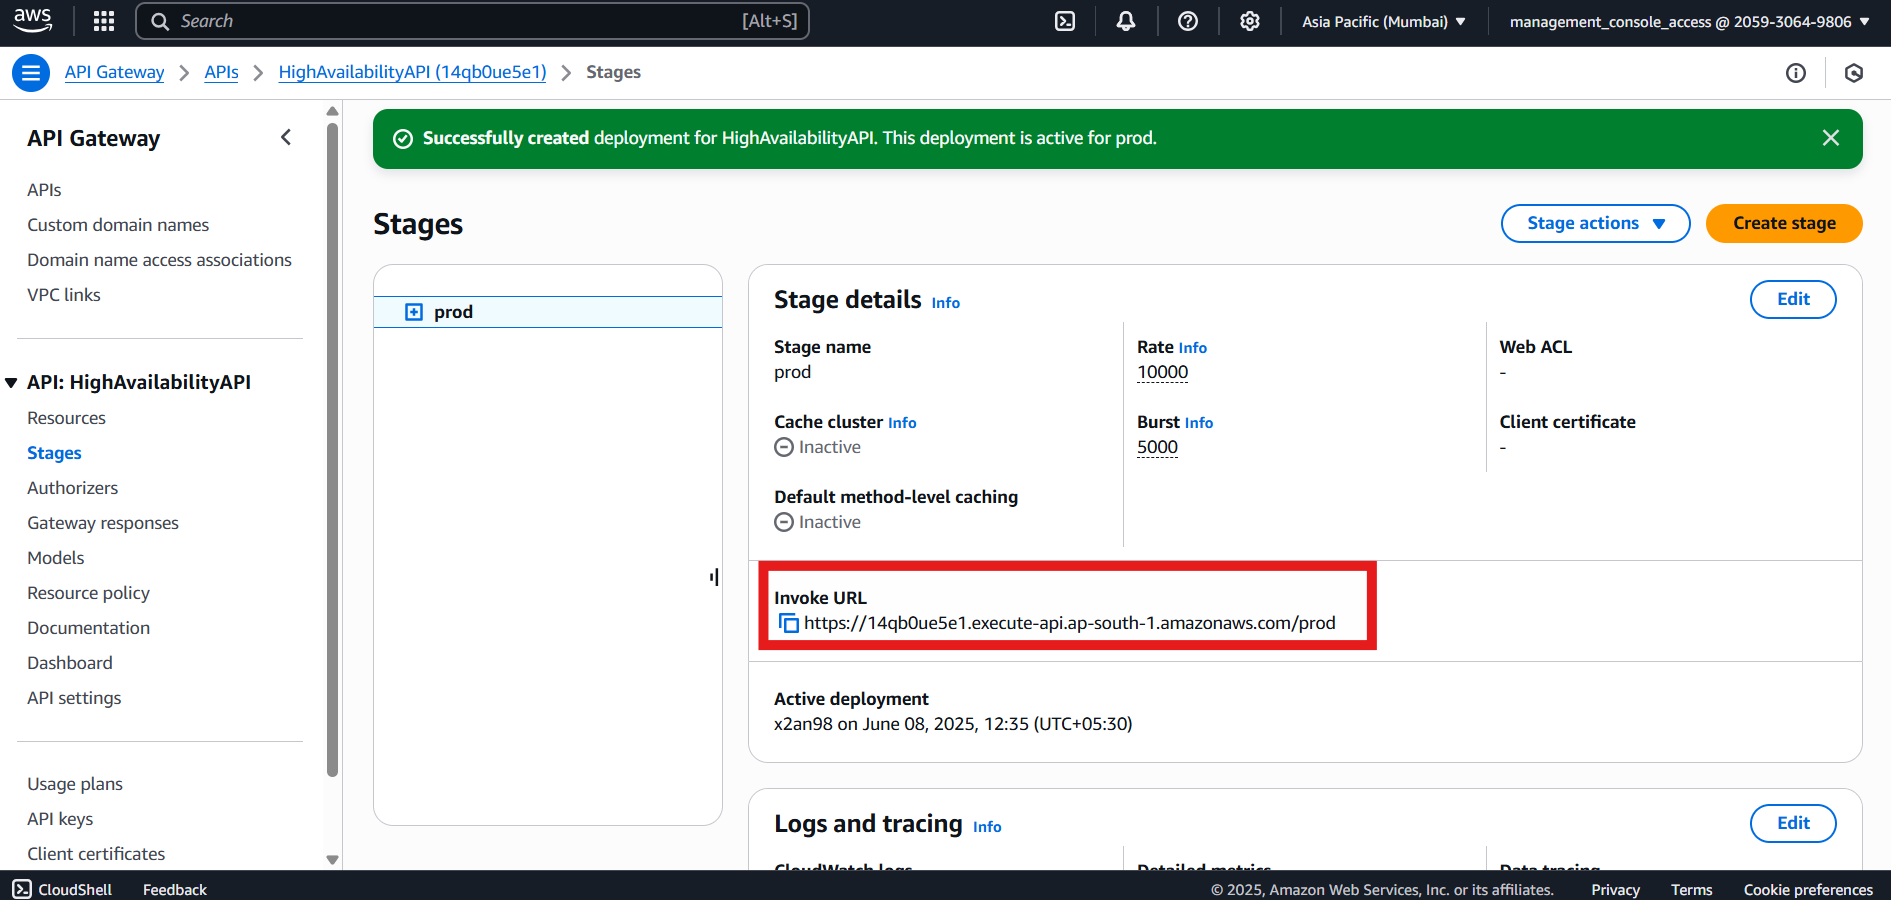 aws
Search [Alt+S]
Asia Pacific (Mumbai)
management_console_access @ 2059-3064-9806
API Gateway > APIs > HighAvailabilityAPI (14qb0ue5e1) > Stages
API Gateway
APIs
Custom domain names
Domain name access associations
VPC links
API: HighAvailabilityAPI
Resources
Stages
Authorizers
Gateway responses
Models
Resource policy
Documentation
Dashboard
API settings
Usage plans
API keys
Client certificates
Successfully created deployment for HighAvailabilityAPI. This deployment is active for prod.
Stages
Stage actions
Create stage
prod
Stage details Info
Edit
Stage name
prod
Rate Info
10000
Web ACL
-
Cache cluster Info
Inactive
Burst Info
5000
Client certificate
-
Default method-level caching
Inactive
Invoke URL
https://14qb0ue5e1.execute-api.ap-south-1.amazonaws.com/prod
Active deployment
x2an98 on June 08, 2025, 12:35 (UTC+05:30)
Logs and tracing Info
Edit
CloudWatch logs
Detailed metrics
Data tracing
CloudShell
Feedback
© 2025, Amazon Web Services, Inc. or its affiliates.
Privacy
Terms
Cookie preferences